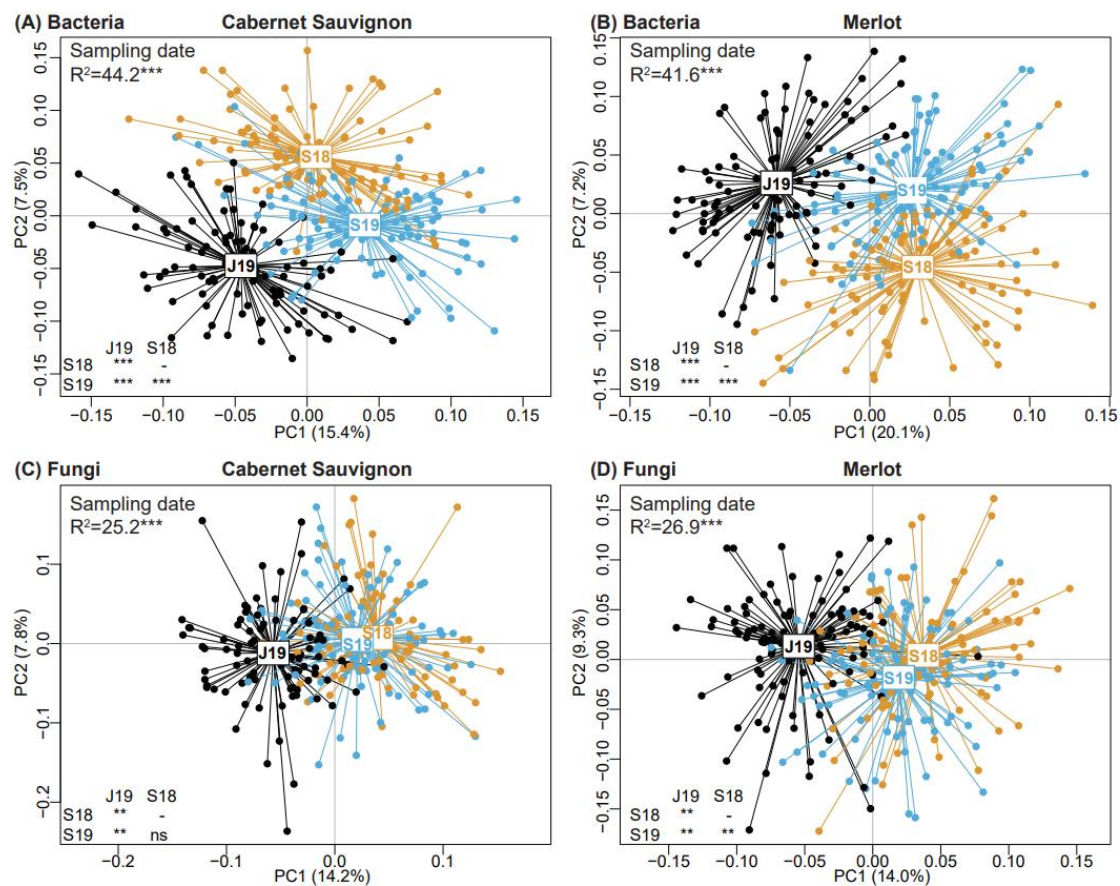 (A) Bacteria Cabernet Sauvignon
Sampling date
R²=44.2***
0.15
0.10
0.05
0.00
−0.05
−0.10
−0.15
PC2 (7.5%)
S18
S19
J19
J19 S18
S18 *** -
S19 *** ***
−0.15 −0.10 −0.05 0.00 0.05 0.10 0.15
PC1 (15.4%)
(B) Bacteria Merlot
Sampling date
R²=41.6***
0.15
0.10
0.05
0.00
−0.05
−0.10
−0.15
PC2 (7.2%)
J19
S19
S18
J19 S18
S18 *** -
S19 *** ***
−0.10 −0.05 0.00 0.05 0.10 0.15
PC1 (20.1%)
(C) Fungi Cabernet Sauvignon
Sampling date
R²=25.2***
0.1
0.0
−0.1
−0.2
PC2 (7.8%)
J19
S18
S19
J19 S18
S18 ** -
S19 ** ns
−0.2 −0.1 0.0 0.1
PC1 (14.2%)
(D) Fungi Merlot
Sampling date
R²=26.9***
0.15
0.10
0.05
0.00
−0.05
−0.10
−0.15
PC2 (9.3%)
J19
S18
S19
J19 S18
S18 ** -
S19 ** **
−0.15 −0.10 −0.05 0.00 0.05 0.10 0.15
PC1 (14.0%)